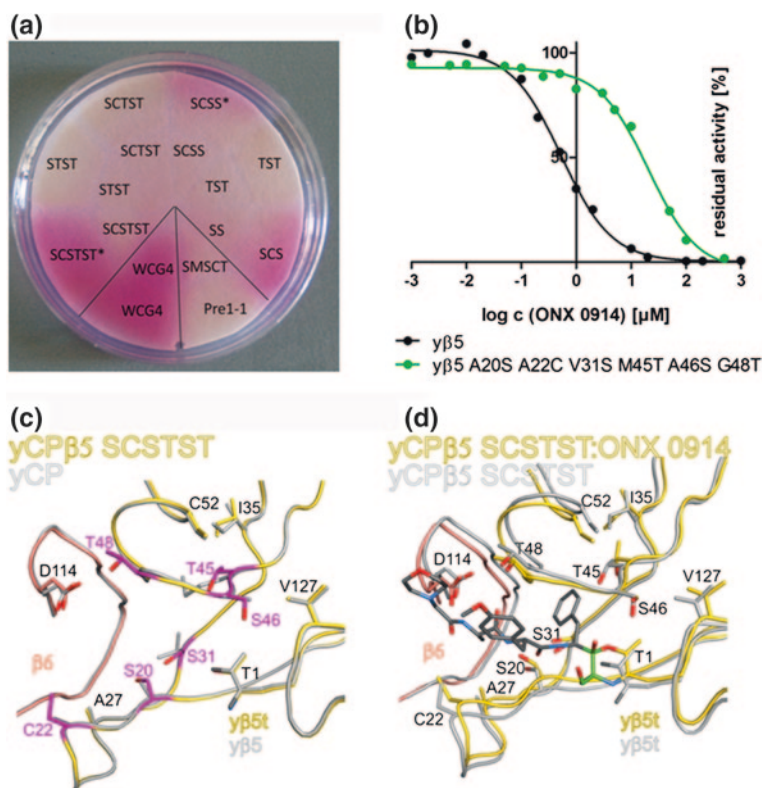 (a)
SCTST
SCSS*
STST
SCTST
SCSS
TST
STST
TST
SCSTST
SS
SCSTST*
WCG4
SMSCT
SCS
WCG4
Pre1-1
(b)
100
50
residual activity [%]
-3 -2 -1 0 1 2 3
log c (ONX 0914) [µM]
yβ5
yβ5 A20S A22C V31S M45T A46S G48T
(c)
yCPβ5 SCSTST
yCP
C52
I35
T48
T45
D114
V127
S46
β6
S31
S20
T1
A27
C22
yβ5t
yβ5
(d)
yCPβ5 SCSTST:ONX 0914
yCPβ5 SCSTST
C52
I35
T48
D114
T45
V127
S46
β6
S31
S20
T1
A27
C22
yβ5t
yβ5t